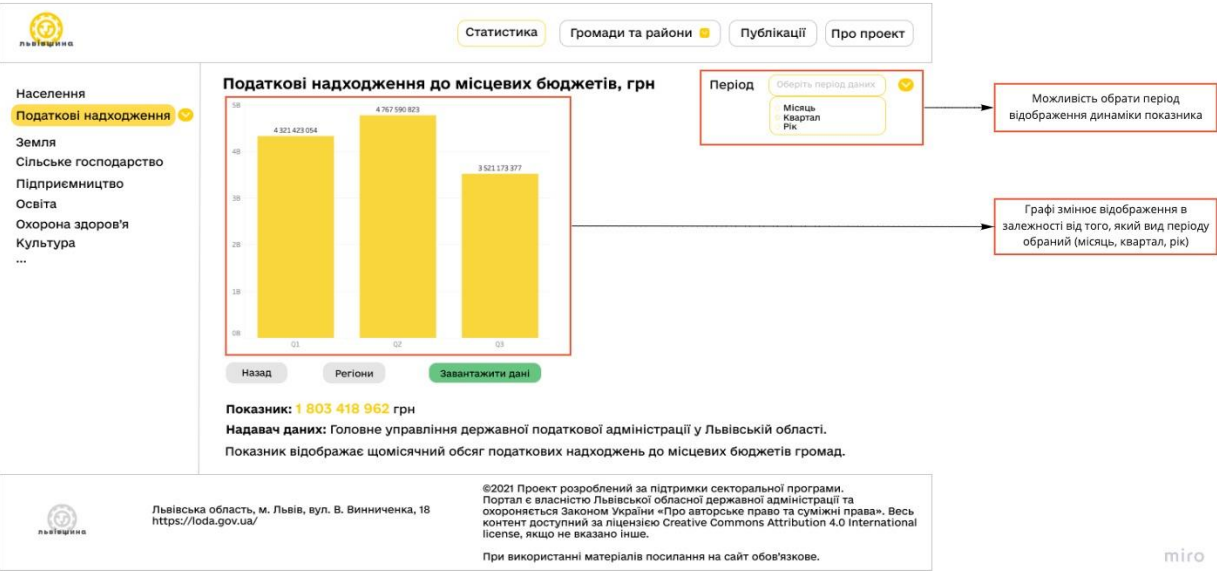 львівщина
Статистика
Громади та райони
Публікації
Про проект
Населення
Податкові надходження
Земля
Сільське господарство
Підприємництво
Освіта
Охорона здоров'я
Культура
...
Податкові надходження до місцевих бюджетів, грн
5B
4B
3B
2B
1B
0B
4 321 423 054
4 767 590 823
3 521 173 377
Q1
Q2
Q3
Період
Оберіть період даних
Місяць
Квартал
Рік
Можливість обрати період
відображення динаміки показника
Графі змінює відображення в
залежності від того, який вид періоду
обраний (місяць, квартал, рік)
Назад
Регіони
Завантажити дані
Показник: 1 803 418 962 грн
Надавач даних: Головне управління державної податкової адміністрації у Львівській області.
Показник відображає щомісячний обсяг податкових надходжень до місцевих бюджетів громад.
львівщина
Львівська область, м. Львів, вул. В. Винниченка, 18
https://loda.gov.ua/
©2021 Проект розроблений за підтримки секторальної програми.
Портал є власністю Львівської обласної державної адміністрації та
охороняється Законом України «Про авторське право та суміжні права». Весь
контент доступний за ліцензією Creative Commons Attribution 4.0 International
license, якщо не вказано інше.
При використанні матеріалів посилання на сайт обов'язкове.
miro